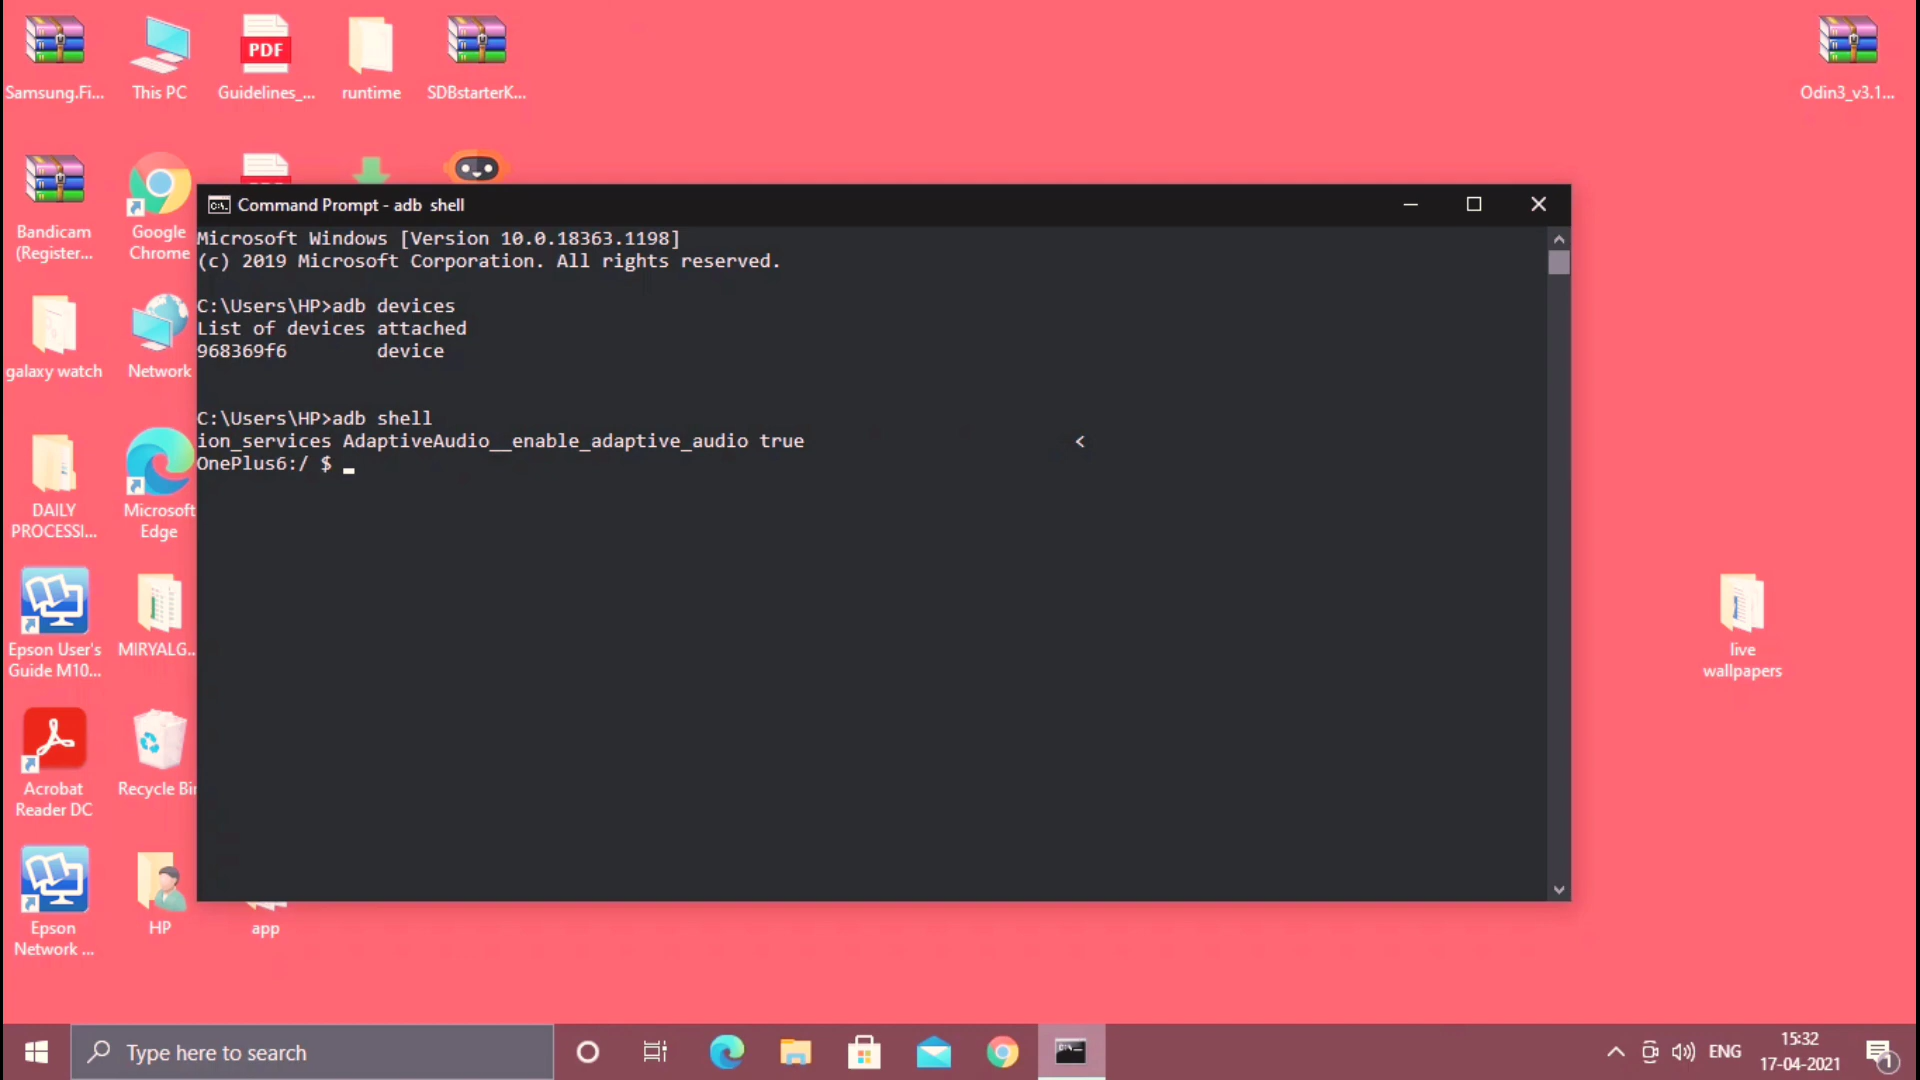 Samsung.Fi...
This PC
PDF
Guidelines_...
runtime
SDBstarterK...
Odin3_v3.1...
Bandicam
(Register...
Google
Chrome
galaxy watch
Network
DAILY
PROCESSI...
Microsoft
Edge
Epson User's
Guide M10...
MIRYALG...
Acrobat
Reader DC
Recycle Bin
Epson
Network ...
HP
app
live
wallpapers
Command Prompt - adb  shell
Microsoft Windows [Version 10.0.18363.1198]
(c) 2019 Microsoft Corporation. All rights reserved.
C:\Users\HP>adb devices
List of devices attached
968369f6        device
C:\Users\HP>adb shell
ion_services AdaptiveAudio__enable_adaptive_audio true                        <
OnePlus6:/ $
Type here to search
ENG
15:32
17-04-2021
1